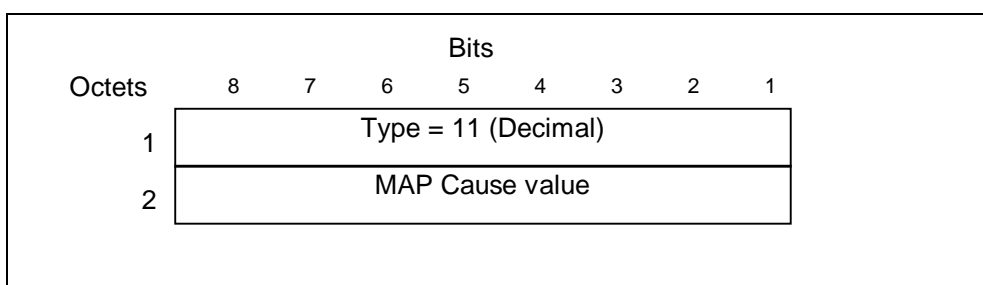 Bits
Octets 8 7 6 5 4 3 2 1
1 Type = 11 (Decimal)
2 MAP Cause value